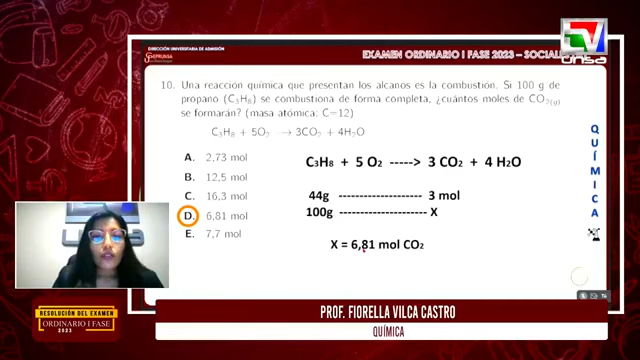 DIRECCIÓN UNIVERSITARIA DE ADMISIÓN
CEPRUNSA
EXAMEN ORDINARIO I FASE 2023 – SOCIALES
TV
unsa
10. Una reacción química que presentan los alcanos es la combustión. Si 100 g de
propano (C₃H₈) se combustiona de forma completa, ¿cuántos moles de CO₂₍g₎
se formarán? (masa atómica: C=12)
C₃H₈ + 5O₂ → 3CO₂ + 4H₂O
A. 2,73 mol
B. 12,5 mol
C. 16,3 mol
D. 6,81 mol
E. 7,7 mol
C₃H₈ + 5 O₂ -----> 3 CO₂ + 4 H₂O
44g -------------------- 3 mol
100g --------------------- X
X = 6,81 mol CO₂
QUÍMICA
RESOLUCIÓN DEL EXAMEN
ORDINARIO I FASE
2023
PROF. FIORELLA VILCA CASTRO
QUÍMICA